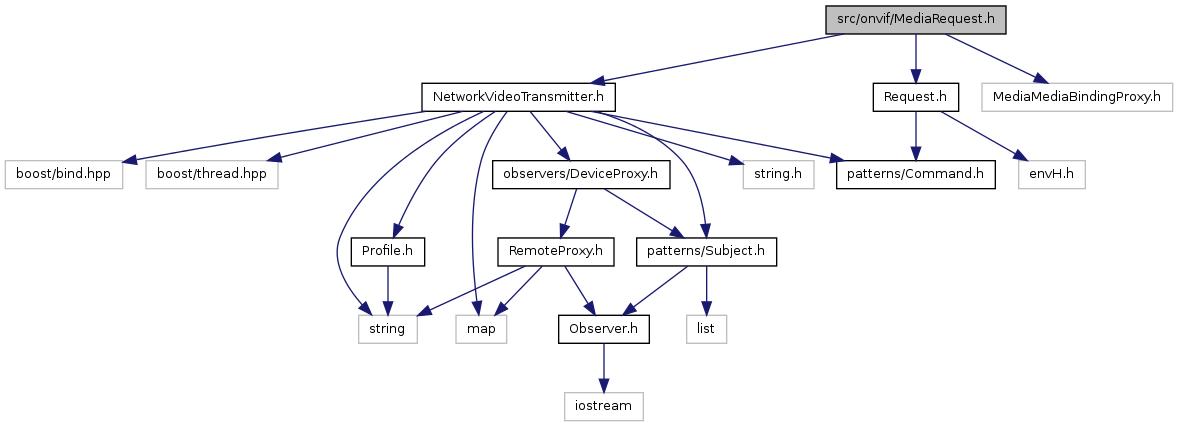 src/onvif/MediaRequest.h
NetworkVideoTransmitter.h
Request.h
MediaMediaBindingProxy.h
boost/bind.hpp
boost/thread.hpp
observers/DeviceProxy.h
string.h
patterns/Command.h
envH.h
Profile.h
RemoteProxy.h
patterns/Subject.h
string
map
Observer.h
list
iostream